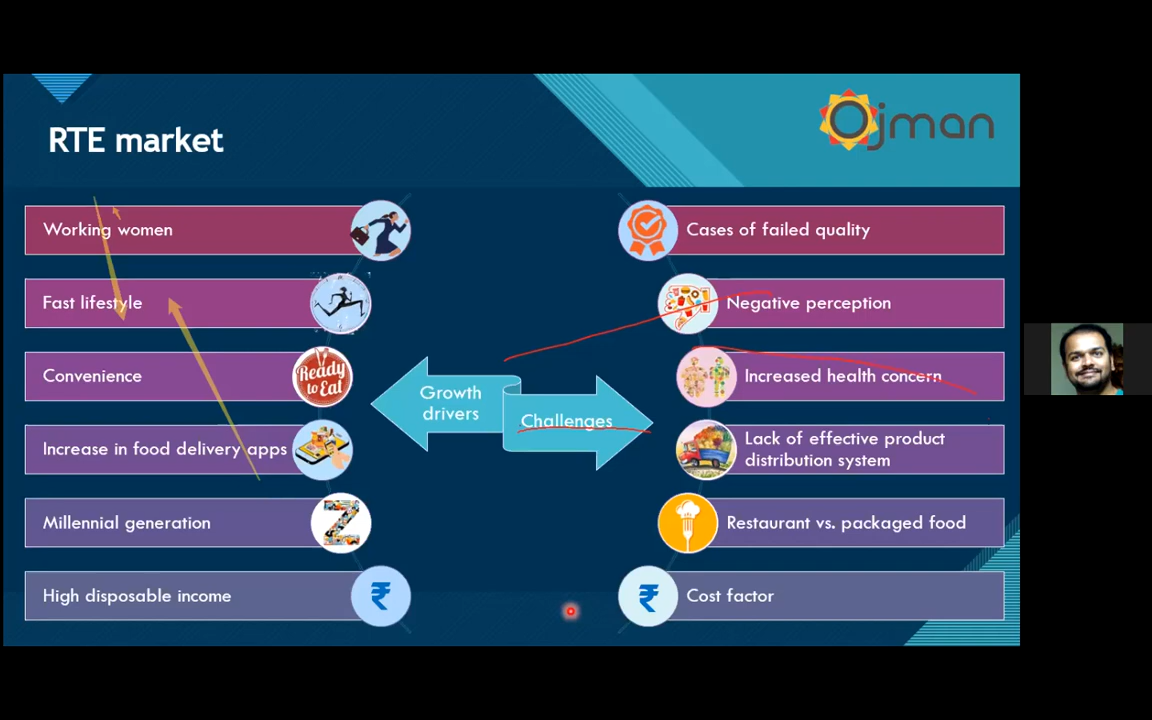 RTE market
Ojman
Working women
Fast lifestyle
Convenience
Increase in food delivery apps
Millennial generation
High disposable income
Ready
to Eat
Z
₹
Growth
drivers
Challenges
Cases of failed quality
Negative perception
Increased health concern
Lack of effective product
distribution system
Restaurant vs. packaged food
Cost factor
₹